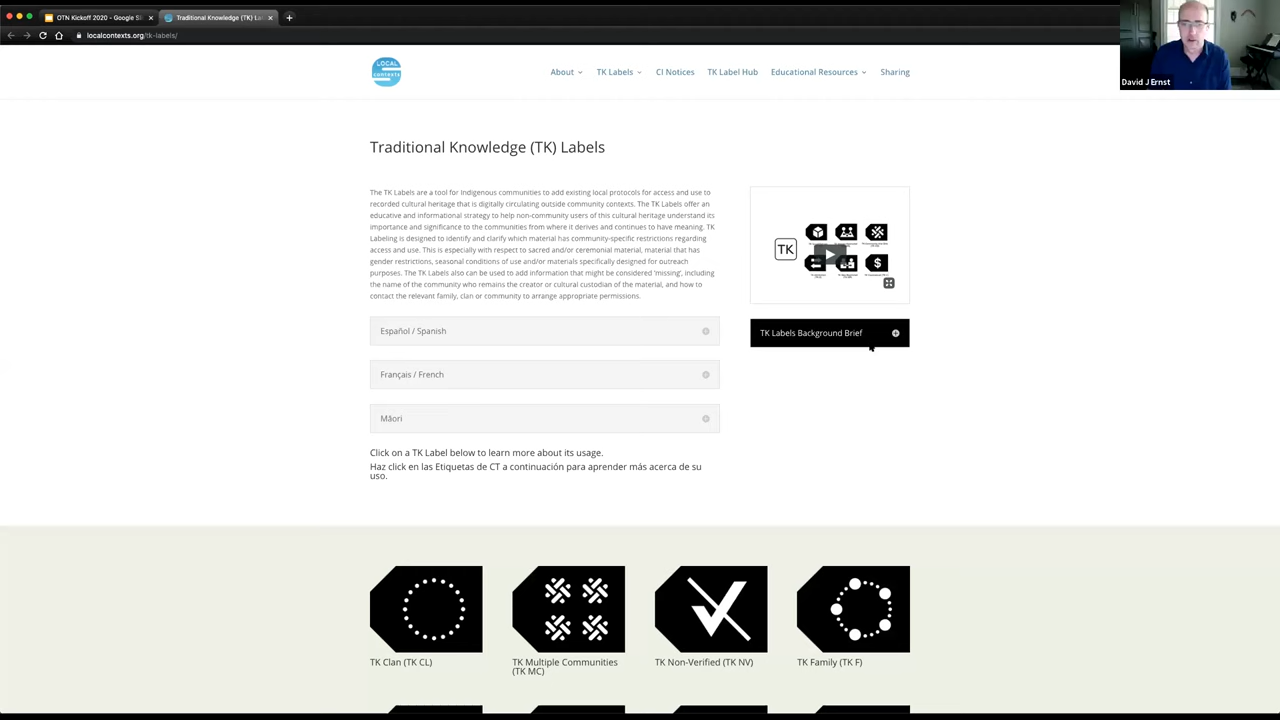 OTN Kickoff 2020 - Google Sli
Traditional Knowledge (TK) La
localcontexts.org/tk-labels/
David J Ernst
LOCAL
contexts
About
TK Labels
CI Notices
TK Label Hub
Educational Resources
Sharing
Traditional Knowledge (TK) Labels
The TK Labels are a tool for Indigenous communities to add existing local protocols for access and use to
recorded cultural heritage that is digitally circulating outside community contexts. The TK Labels offer an
educative and informational strategy to help non-community users of this cultural heritage understand its
importance and significance to the communities from where it derives and continues to have meaning. TK
Labeling is designed to identify and clarify which material has community-specific restrictions regarding
access and use. This is especially with respect to sacred and/or ceremonial material, material that has
gender restrictions, seasonal conditions of use and/or materials specifically designed for outreach
purposes. The TK Labels also can be used to add information that might be considered 'missing', including
the name of the community who remains the creator or cultural custodian of the material, and how to
contact the relevant family, clan or community to arrange appropriate permissions.
TK
$
TK Labels Background Brief
Español / Spanish
Français / French
Māori
Click on a TK Label below to learn more about its usage.
Haz click en las Etiquetas de CT a continuación para aprender más acerca de su
uso.
TK Clan (TK CL)
TK Multiple Communities
(TK MC)
TK Non-Verified (TK NV)
TK Family (TK F)